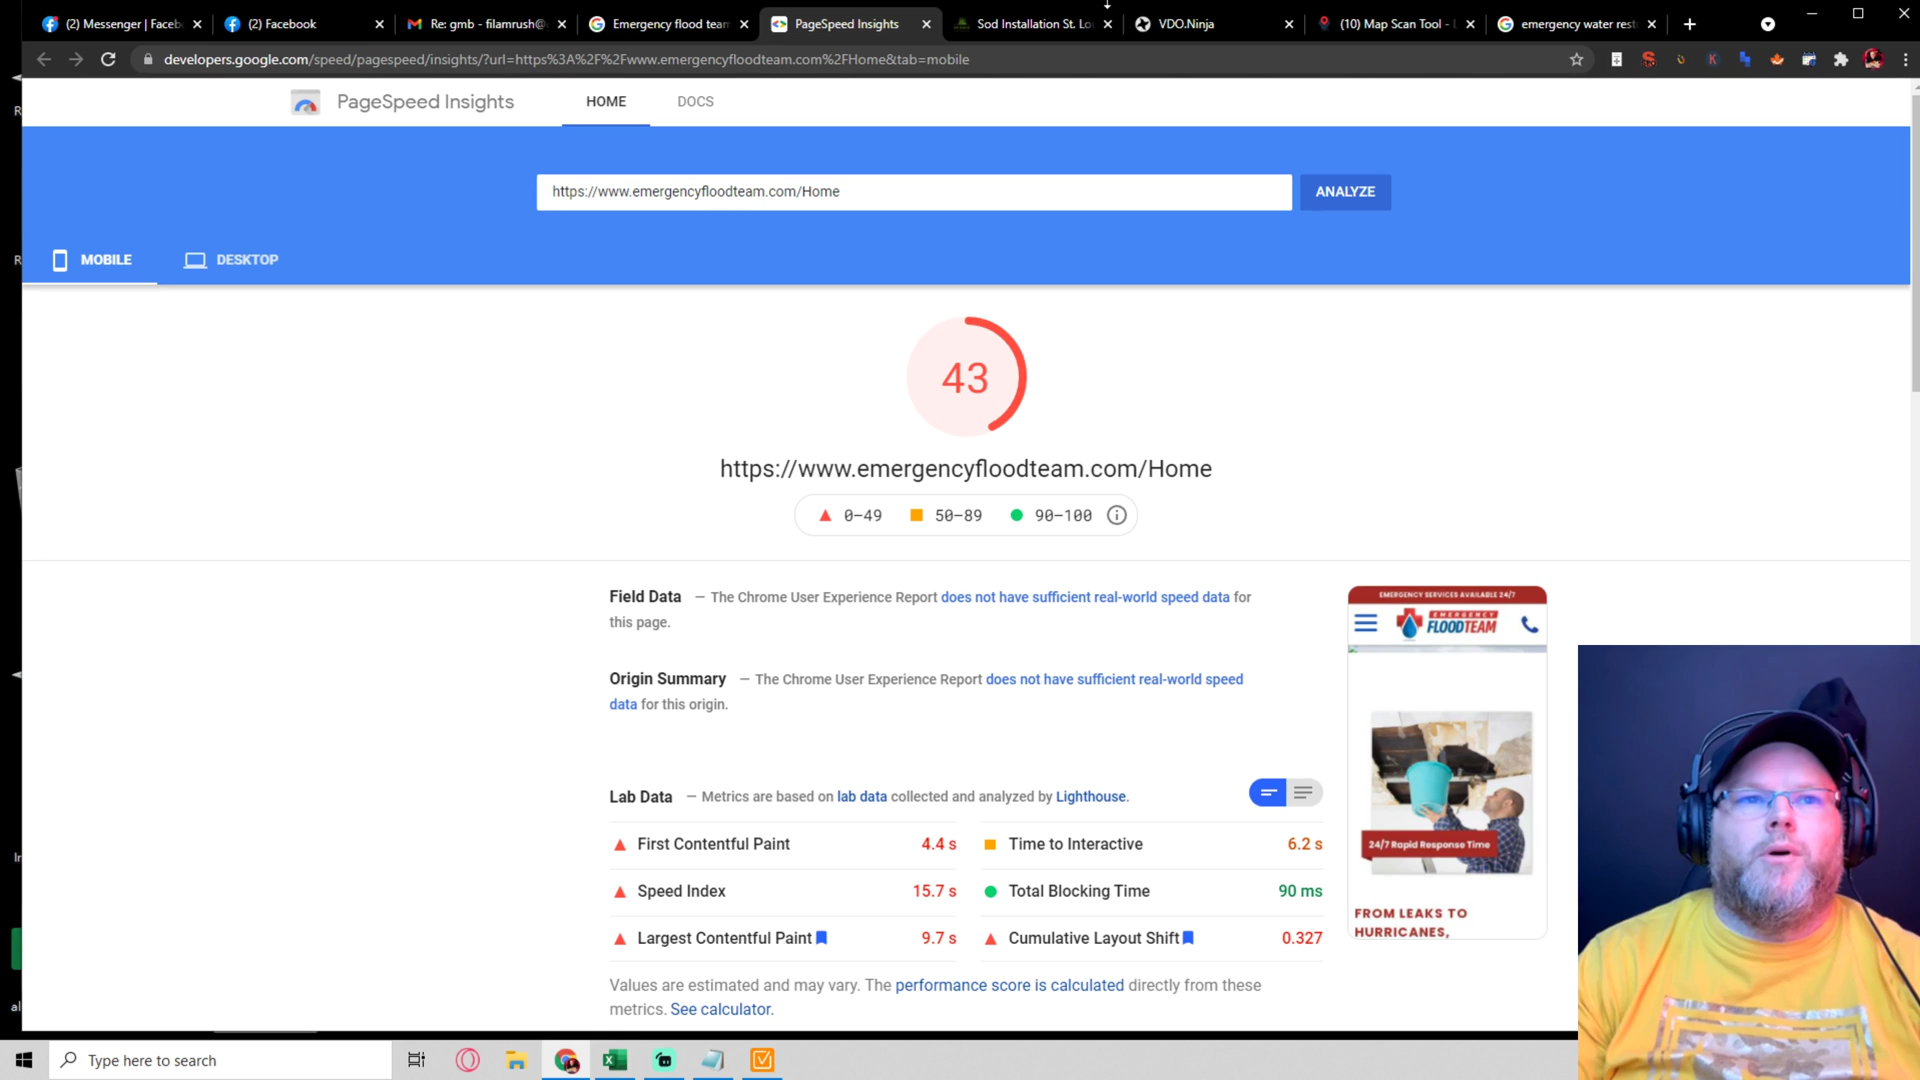 (2) Messenger | Faceb
(2) Facebook
Re: gmb - filamrush@
Emergency flood team
PageSpeed Insights
Sod Installation St. Lo
VDO.Ninja
(10) Map Scan Tool -
emergency water rest
developers.google.com/speed/pagespeed/insights/?url=https%3A%2F%2Fwww.emergencyfloodteam.com%2FHome&tab=mobile
PageSpeed Insights
HOME
DOCS
https://www.emergencyfloodteam.com/Home
ANALYZE
MOBILE
DESKTOP
43
https://www.emergencyfloodteam.com/Home
0–49
50–89
90–100
Field Data — The Chrome User Experience Report does not have sufficient real-world speed data for
this page.
Origin Summary — The Chrome User Experience Report does not have sufficient real-world speed
data for this origin.
Lab Data — Metrics are based on lab data collected and analyzed by Lighthouse.
First Contentful Paint 4.4 s
Time to Interactive 6.2 s
Speed Index 15.7 s
Total Blocking Time 90 ms
Largest Contentful Paint 9.7 s
Cumulative Layout Shift 0.327
Values are estimated and may vary. The performance score is calculated directly from these
metrics. See calculator.
EMERGENCY SERVICES AVAILABLE 24/7
EMERGENCY
FLOODTEAM
24/7 Rapid Response Time
FROM LEAKS TO
HURRICANES,
Type here to search